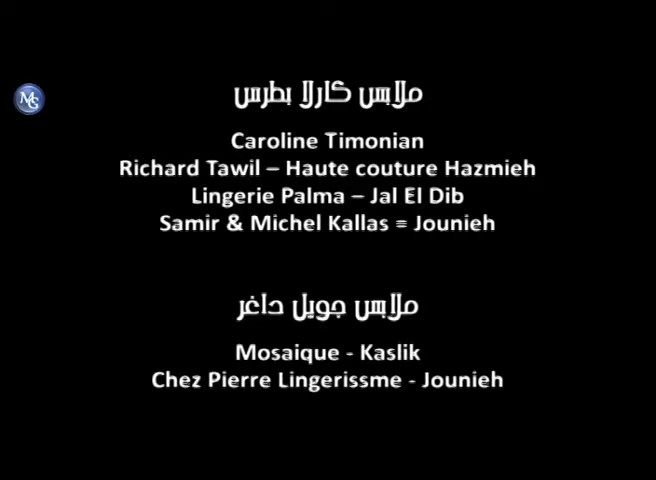 MG
ملابس كارلا بطرس
Caroline Timonian
Richard Tawil – Haute couture Hazmieh
Lingerie Palma – Jal El Dib
Samir & Michel Kallas = Jounieh
ملابس جويل داغر
Mosaique - Kaslik
Chez Pierre Lingerissme - Jounieh